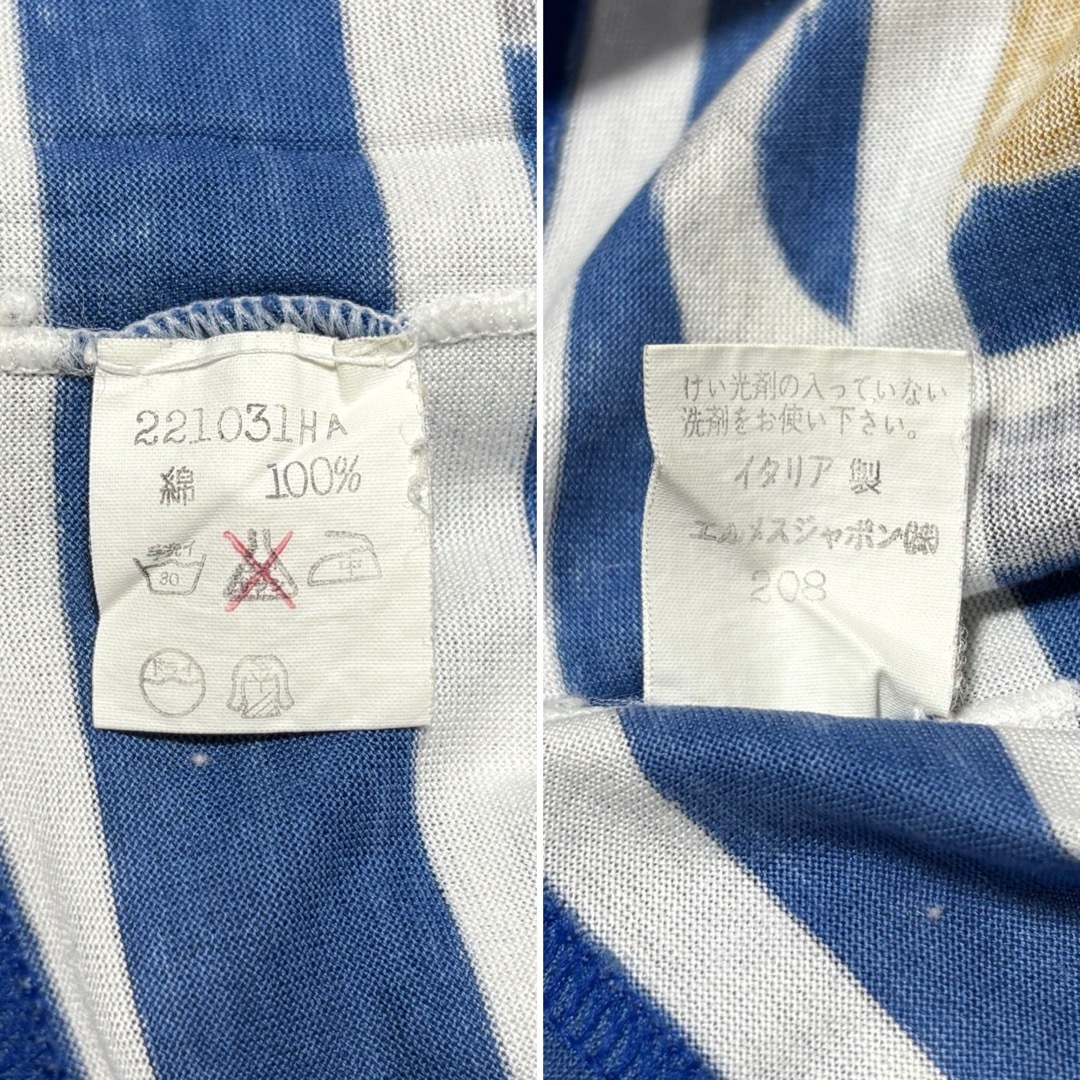 221031HA
綿 100%
手洗イ
30
中
ドライ
けい光剤の入っていない
洗剤をお使い下さい。
イタリア 製
エルメスジャポン㈱
208